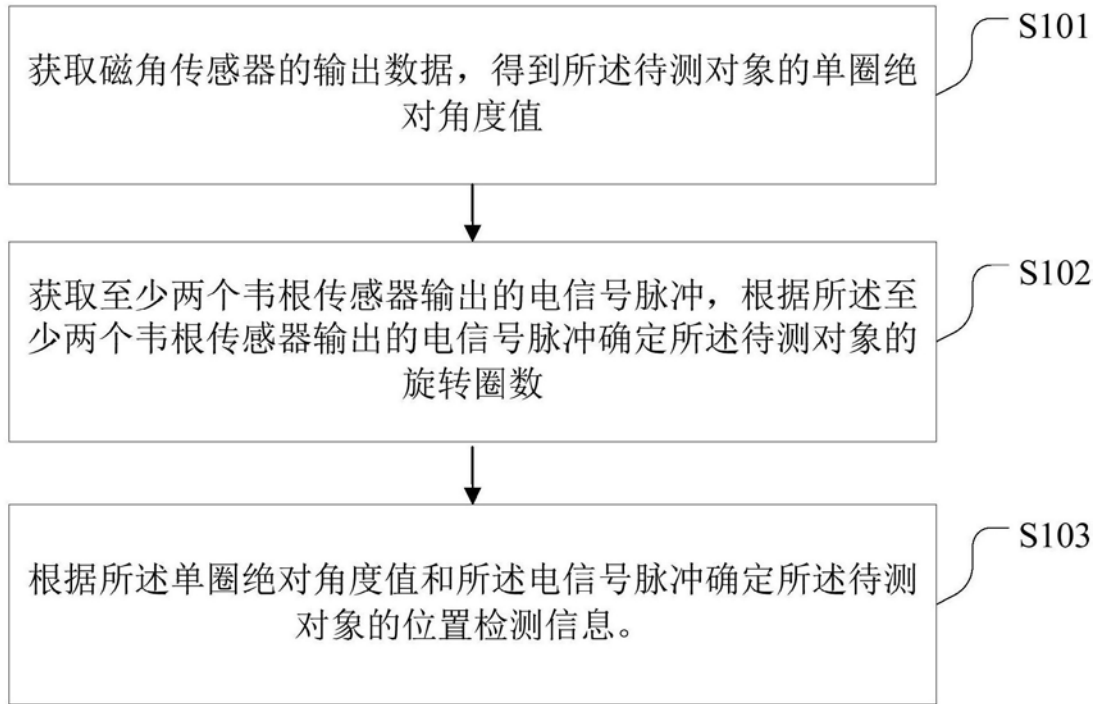 S101
获取磁角传感器的输出数据，得到所述待测对象的单圈绝
对角度值
S102
获取至少两个韦根传感器输出的电信号脉冲，根据所述至
少两个韦根传感器输出的电信号脉冲确定所述待测对象的
旋转圈数
S103
根据所述单圈绝对角度值和所述电信号脉冲确定所述待测
对象的位置检测信息。